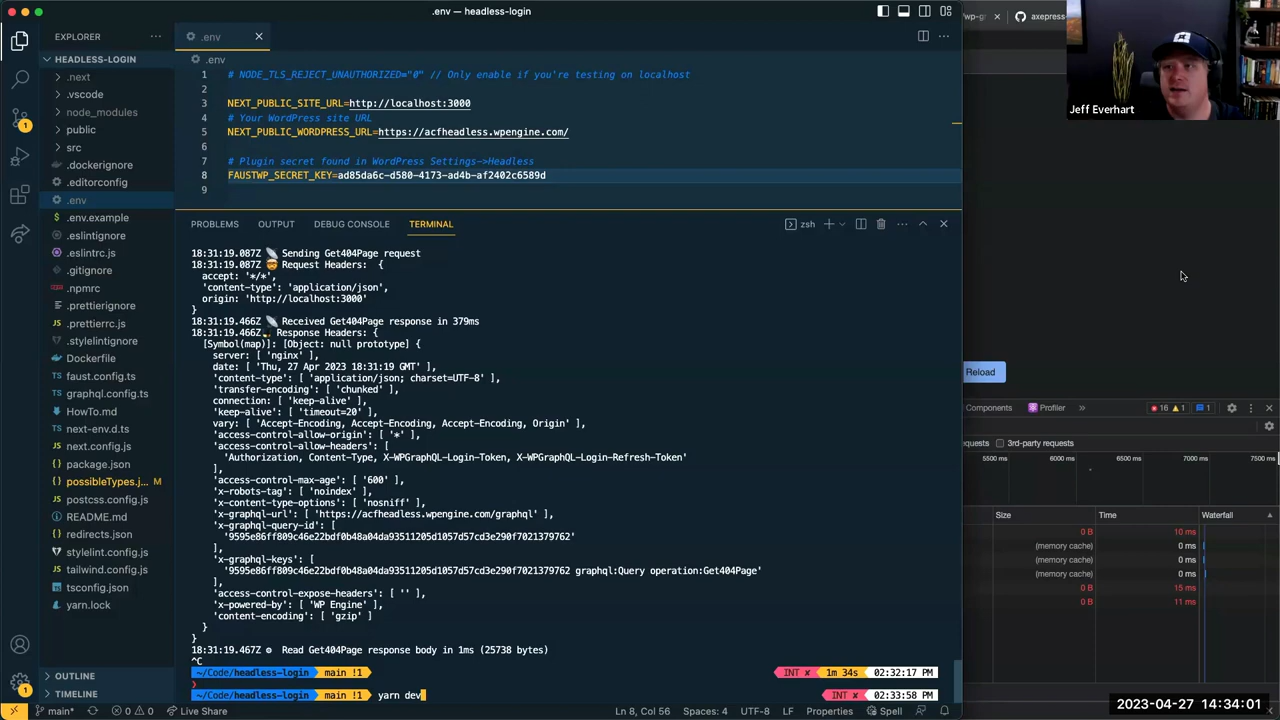 .env — headless-login
EXPLORER
.env
HEADLESS-LOGIN
.next
.vscode
node_modules
public
src
.dockerignore
.editorconfig
.env
.env.example
.eslintignore
.eslintrc.js
.gitignore
.npmrc
.prettierignore
.prettierrc.js
.stylelintignore
Dockerfile
faust.config.ts
graphql.config.ts
HowTo.md
next-env.d.ts
next.config.js
package.json
possibleTypes.j... M
postcss.config.js
README.md
redirects.json
stylelint.config.js
tailwind.config.js
tsconfig.json
yarn.lock
OUTLINE
TIMELINE
.env
1 # NODE_TLS_REJECT_UNAUTHORIZED="0" // Only enable if you're testing on localhost
2
3 NEXT_PUBLIC_SITE_URL=http://localhost:3000
4 # Your WordPress site URL
5 NEXT_PUBLIC_WORDPRESS_URL=https://acfheadless.wpengine.com/
6
7 # Plugin secret found in WordPress Settings->Headless
8 FAUSTWP_SECRET_KEY=ad85da6c-d580-4173-ad4b-af2402c6589d
9
PROBLEMS OUTPUT DEBUG CONSOLE TERMINAL zsh
18:31:19.087Z 📡 Sending Get404Page request
18:31:19.087Z Request Headers: {
accept: '*/*',
'content-type': 'application/json',
origin: 'http://localhost:3000'
}
18:31:19.466Z 📡 Received Get404Page response in 379ms
18:31:19.466Z Response Headers: {
[Symbol(map)]: [Object: null prototype] {
server: [ 'nginx' ],
date: [ 'Thu, 27 Apr 2023 18:31:19 GMT' ],
'content-type': [ 'application/json; charset=UTF-8' ],
'transfer-encoding': [ 'chunked' ],
connection: [ 'keep-alive' ],
'keep-alive': [ 'timeout=20' ],
vary: [ 'Accept-Encoding, Accept-Encoding, Accept-Encoding, Origin' ],
'access-control-allow-origin': [ '*' ],
'access-control-allow-headers': [
'Authorization, Content-Type, X-WPGraphQL-Login-Token, X-WPGraphQL-Login-Refresh-Token'
],
'access-control-max-age': [ '600' ],
'x-robots-tag': [ 'noindex' ],
'x-content-type-options': [ 'nosniff' ],
'x-graphql-url': [ 'https://acfheadless.wpengine.com/graphql' ],
'x-graphql-query-id': [
'9595e86ff809c46e22bdf0b48a04da93511205d1057d57cd3e290f7021379762'
],
'x-graphql-keys': [
'9595e86ff809c46e22bdf0b48a04da93511205d1057d57cd3e290f7021379762 graphql:Query operation:Get404Page'
],
'access-control-expose-headers': [ '' ],
'x-powered-by': [ 'WP Engine' ],
'content-encoding': [ 'gzip' ]
}
}
18:31:19.467Z ⚙ Read Get404Page response body in 1ms (25738 bytes)
^C
~/Code/headless-login main !1 INT ✘ 1m 34s 02:32:17 PM
❯
~/Code/headless-login main !1 yarn dev INT ✘ 02:33:58 PM
main* 0 0 Live Share Ln 8, Col 56 Spaces: 4 UTF-8 LF Properties Spell
/wp-gr axepress
Jeff Everhart
Reload
Components Profiler » 16 1 1
quests 3rd-party requests
5500 ms 6000 ms 6500 ms 7000 ms 7500 ms
Size Time Waterfall
0 B 10 ms
(memory cache) 0 ms
(memory cache) 0 ms
(memory cache) 0 ms
0 B 15 ms
0 B 11 ms
2023-04-27 14:34:01